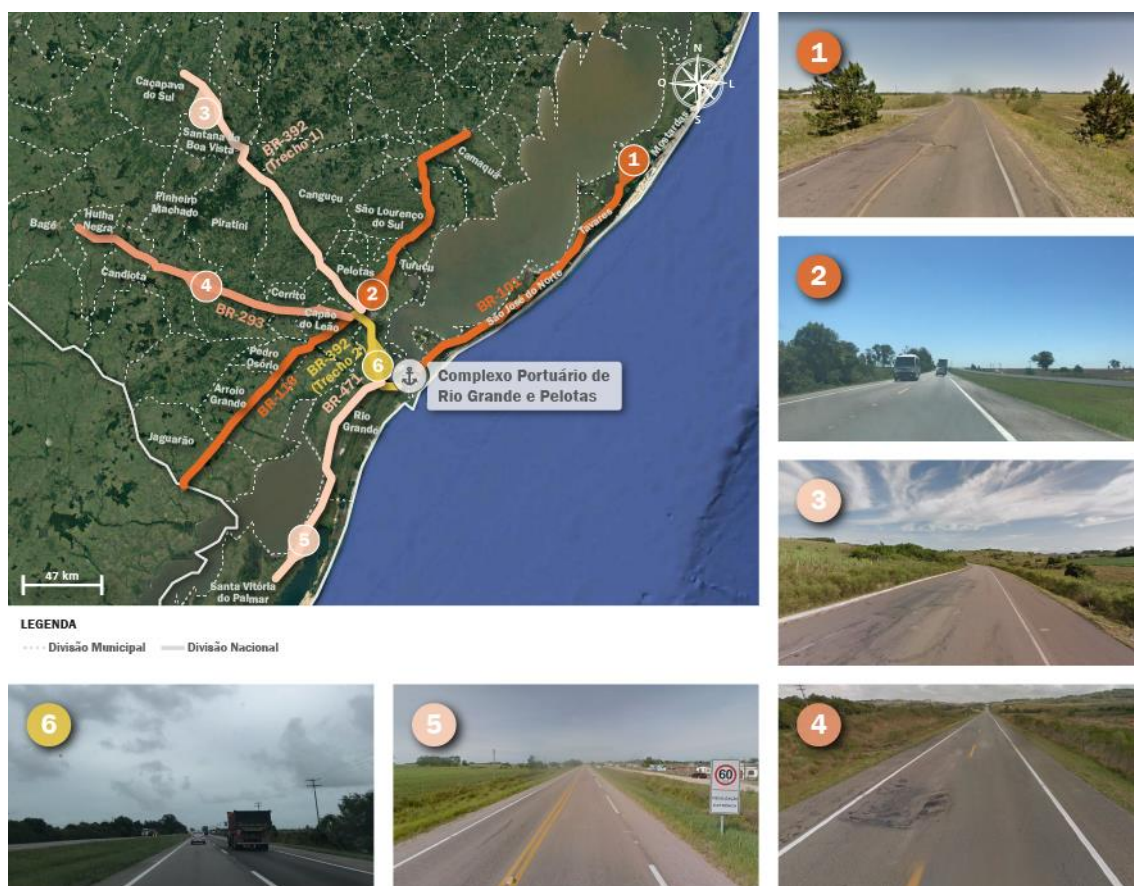 1
N
O
L
S
Caçapava
do Sul
3
Santana da
Boa Vista
BR-392
(Trecho 1)
Camaquã
1
Mostardas
Pinheiro
Machado
Canguçu
São Lourenço
do Sul
Hulha
Negra
Bagé
Piratini
Tavares
Candiota
4
Pelotas
Turuçu
2
BR-101
São José do Norte
BR-293
Cerrito
Capão
do Leão
Pedro
Osório
BR-392
(Trecho 2)
6
Complexo Portuário de
Rio Grande e Pelotas
Arroio
Grande
BR-116
BR-471
Rio
Grande
Jaguarão
5
47 km
Santa Vitória
do Palmar
2
3
LEGENDA
Divisão Municipal
Divisão Nacional
6
5
60
FISCALIZAÇÃO
ELETRÔNICA
4